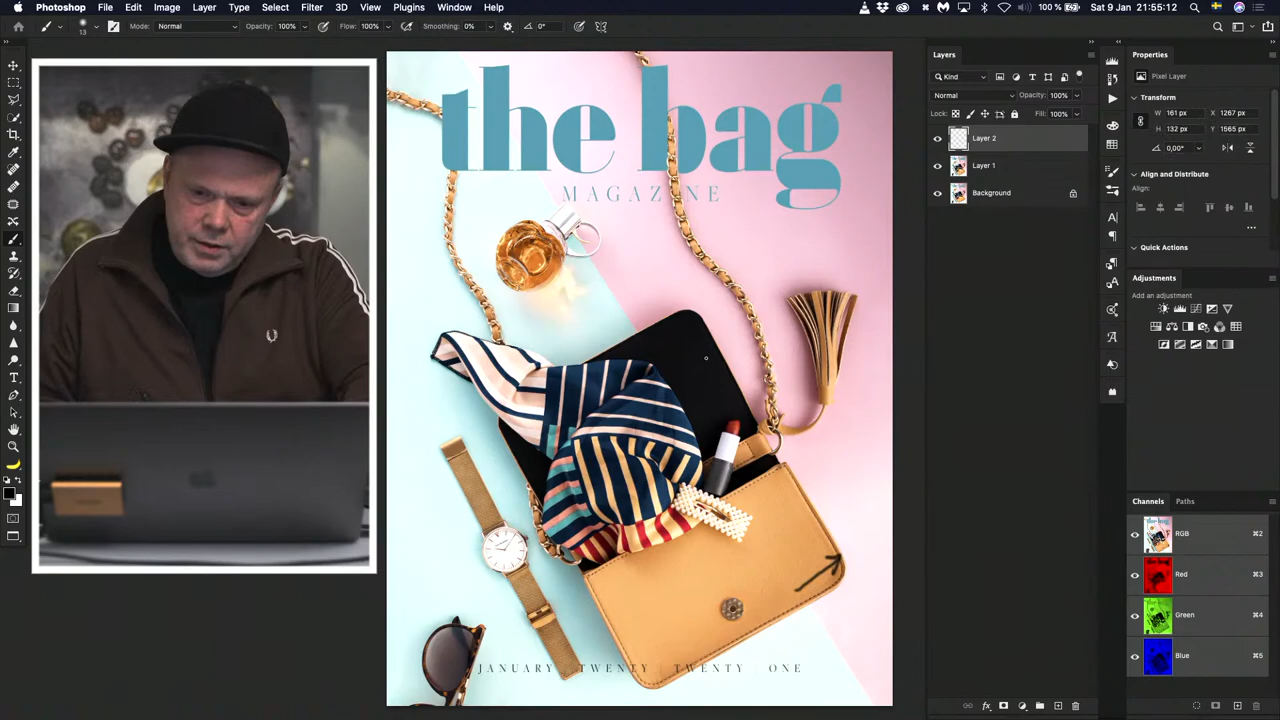 Photoshop File Edit Image Layer Type Select Filter 3D View Plugins Window Help
100 % Sat 9 Jan 21:55:12
13 Mode: Normal Opacity: 100% Flow: 100% Smoothing: 0% 0°
the bag
MAGAZINE
JANUARY TWENTY TWENTY ONE
Layers
Kind
Normal Opacity: 100%
Lock: Fill: 100%
Layer 2
Layer 1
Background
Properties
Pixel Layer
Transform
W 161 px X 1267 px
H 132 px Y 1565 px
0,00°
Align and Distribute
Align:
Quick Actions
Adjustments
Add an adjustment
Channels Paths
RGB ⌘2
Red ⌘3
Green ⌘4
Blue ⌘5